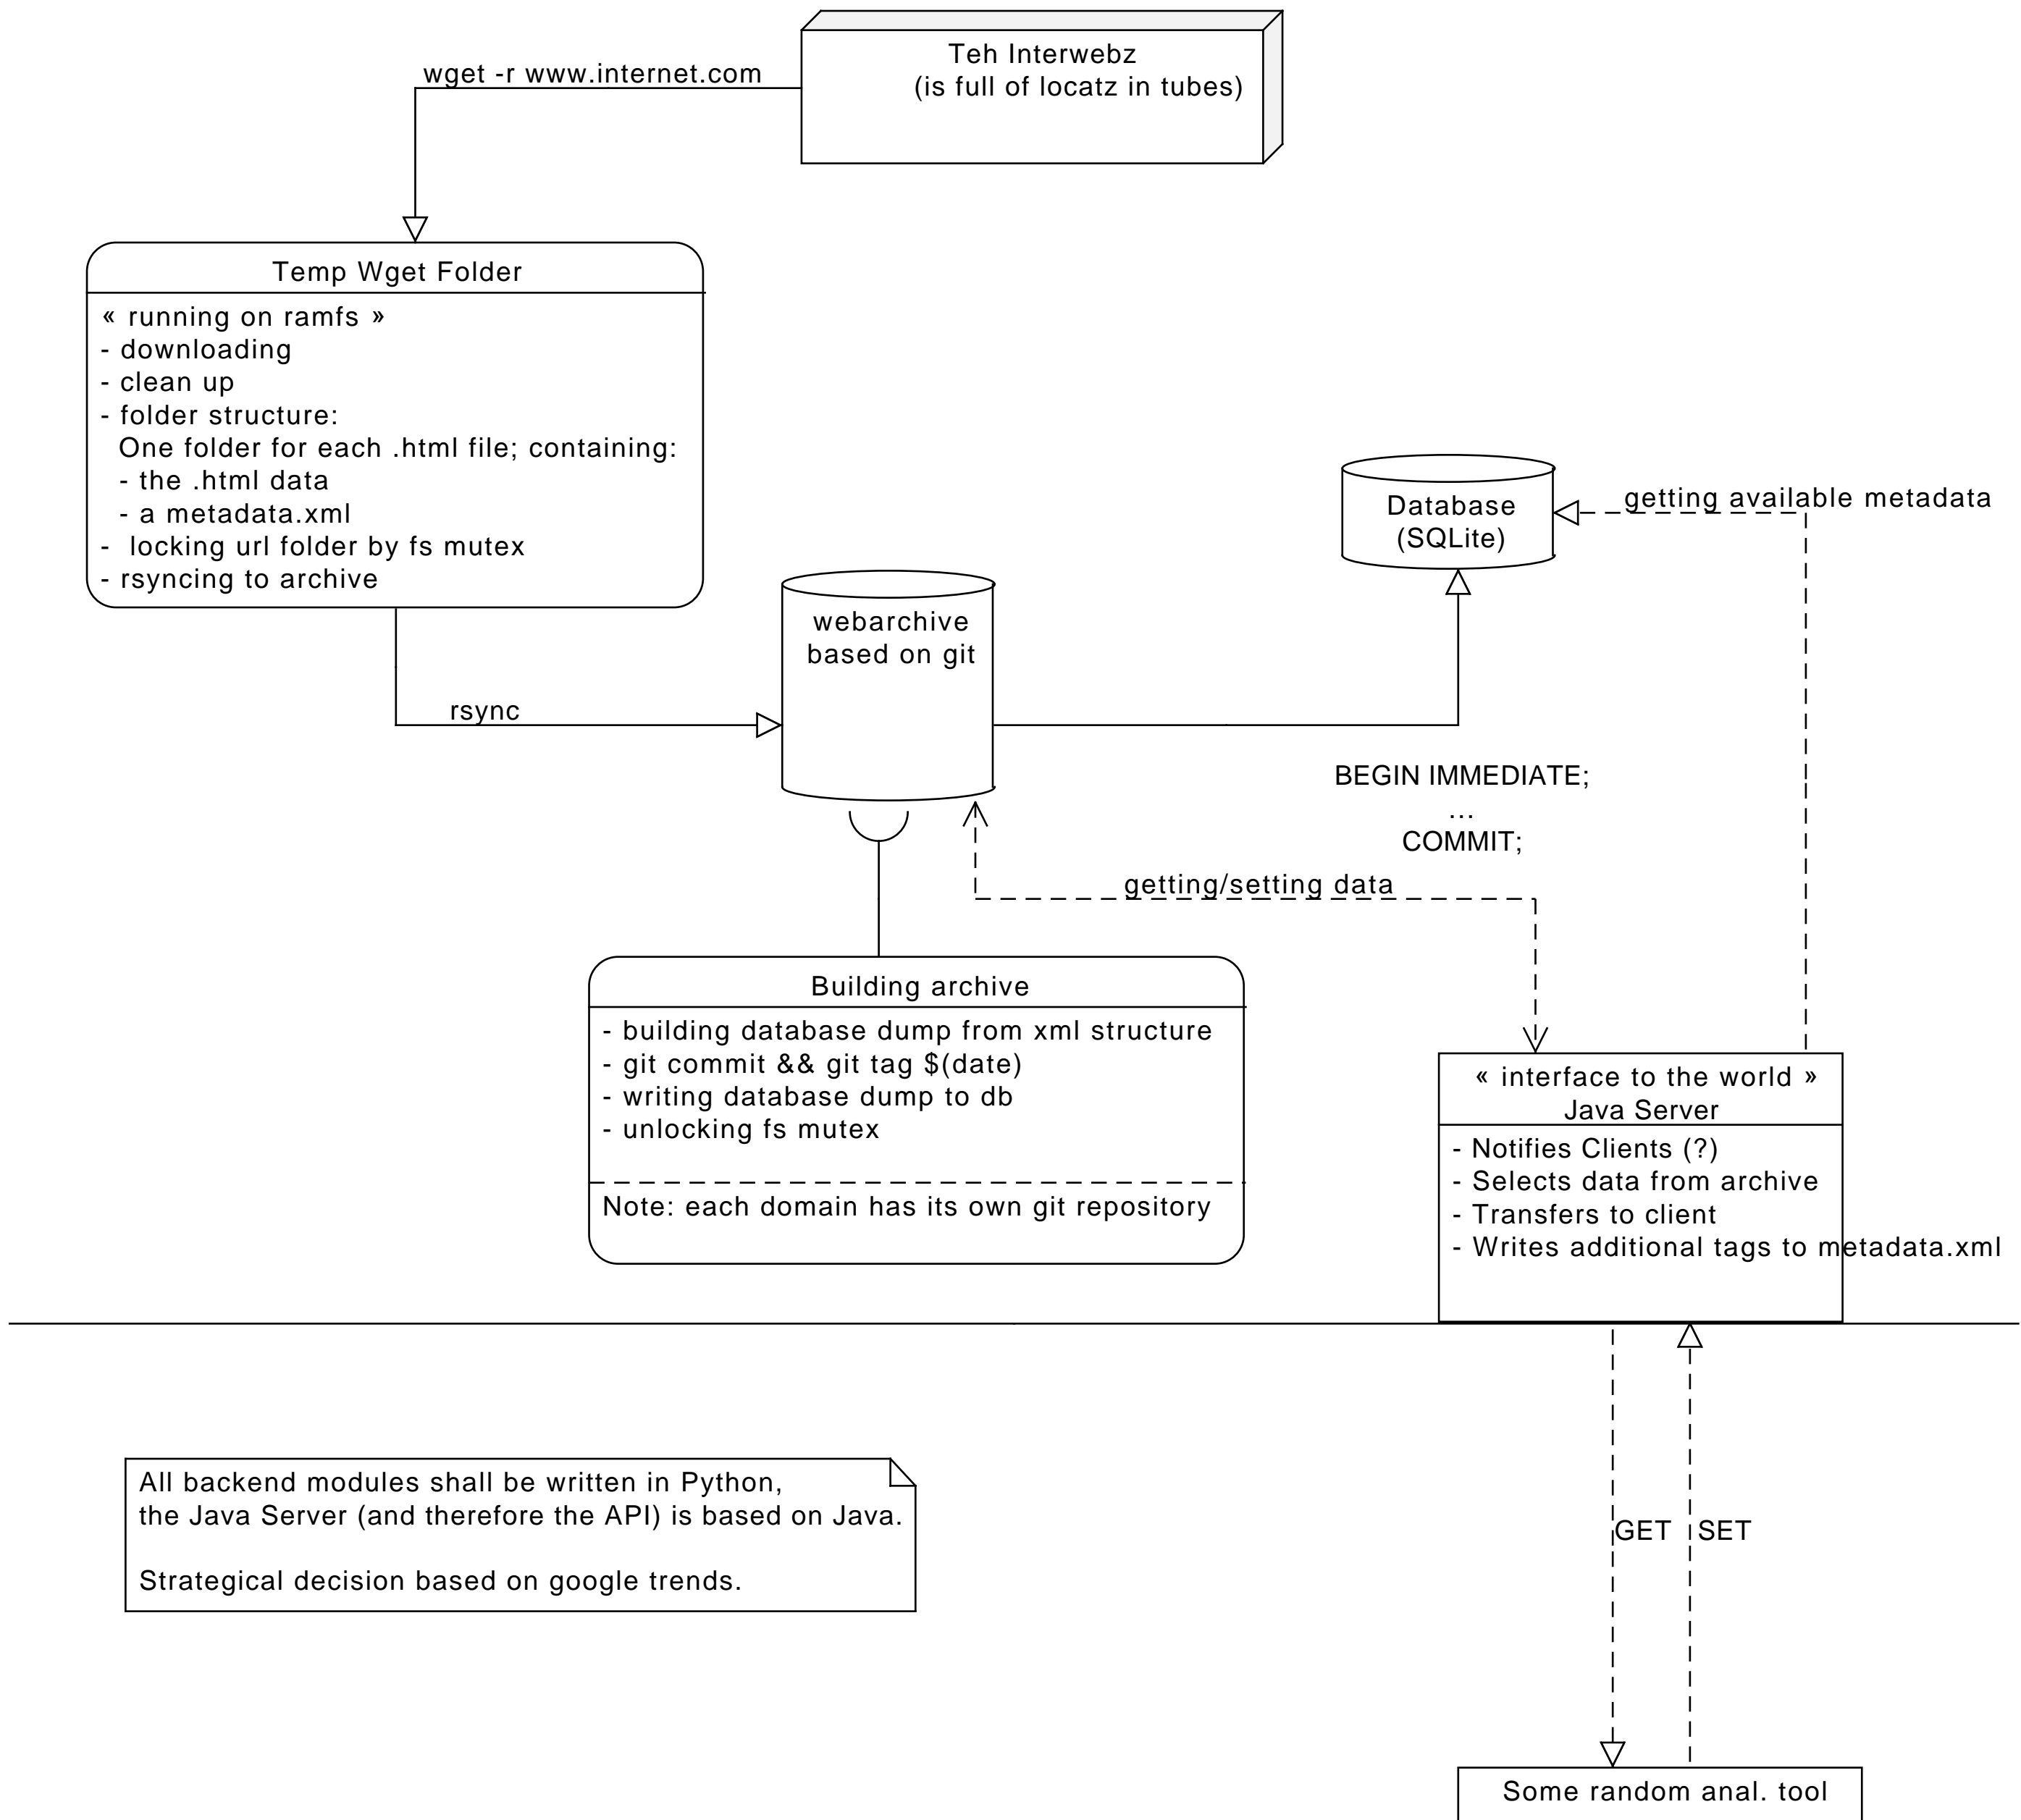 Teh Interwebz
(is full of locatz in tubes)
wget -r www.internet.com
Temp Wget Folder
« running on ramfs »
- downloading
- clean up
- folder structure:
One folder for each .html file; containing:
- the .html data
- a metadata.xml
- locking url folder by fs mutex
- rsyncing to archive
Database
(SQLite)
getting available metadata
webarchive
based on git
rsync
BEGIN IMMEDIATE;
...
COMMIT;
getting/setting data
Building archive
- building database dump from xml structure
- git commit && git tag $(date)
- writing database dump to db
- unlocking fs mutex
Note: each domain has its own git repository
« interface to the world »
Java Server
- Notifies Clients (?)
- Selects data from archive
- Transfers to client
- Writes additional tags to metadata.xml
All backend modules shall be written in Python,
the Java Server (and therefore the API) is based on Java.
Strategical decision based on google trends.
GET
SET
Some random anal. tool